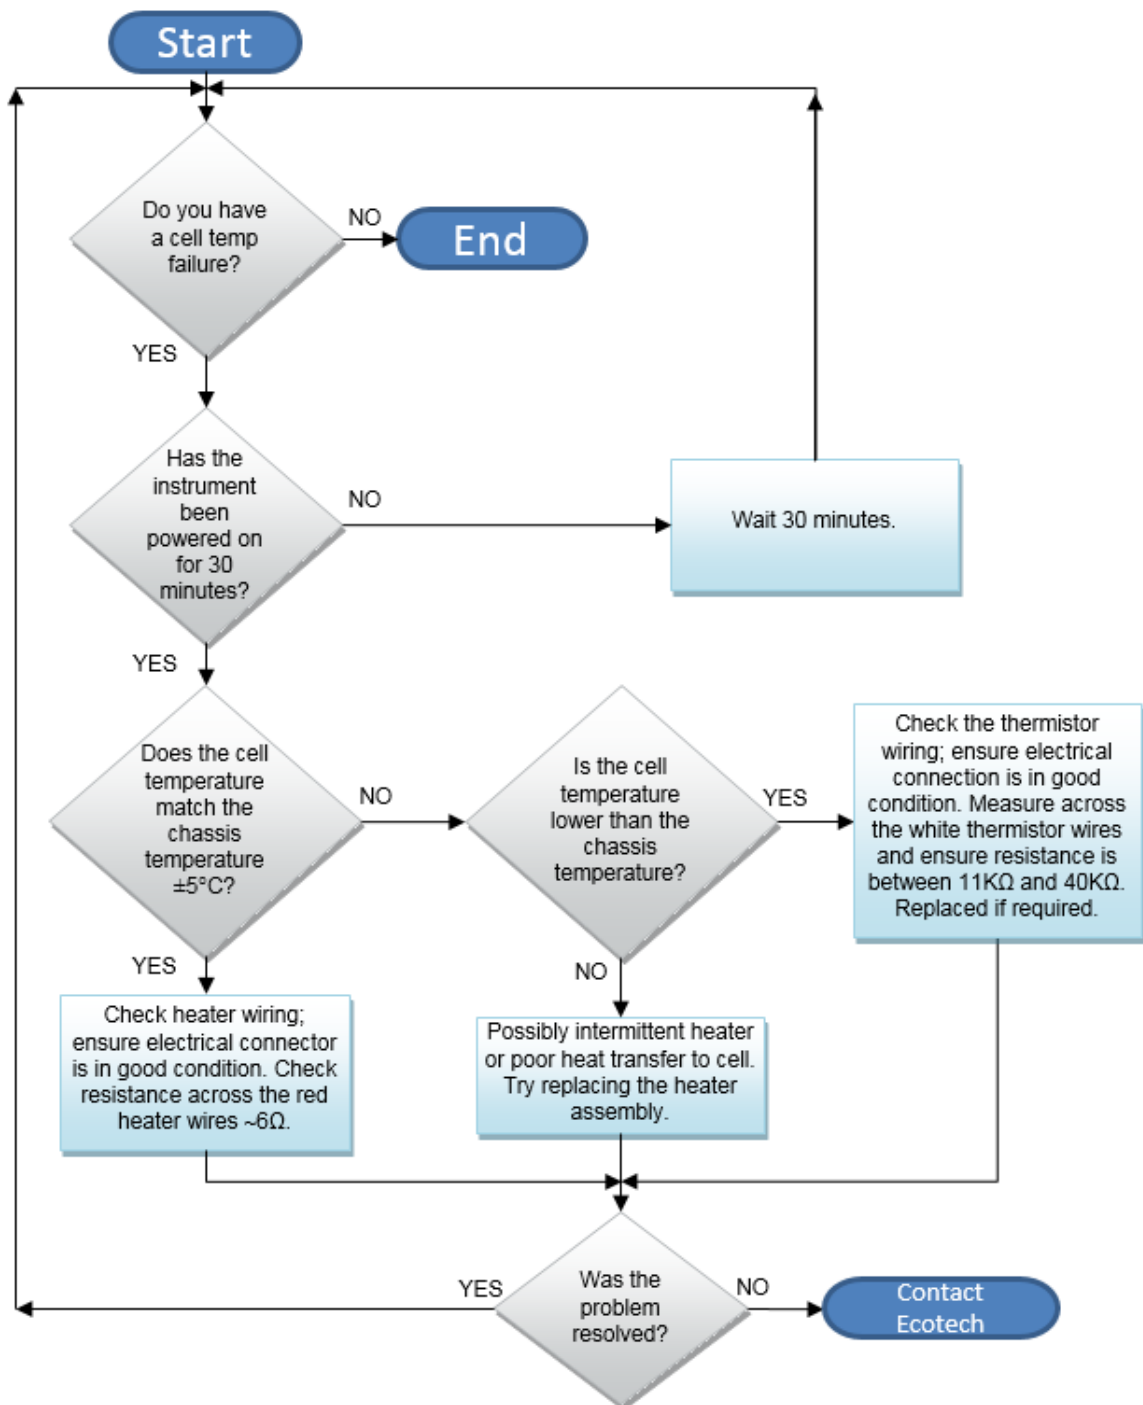 Start
Do you have
a cell temp
failure?
NO
End
YES
Has the
instrument
been
powered on
for 30
minutes?
NO
Wait 30 minutes.
YES
Does the cell
temperature
match the
chassis
temperature
±5°C?
NO
Is the cell
temperature
lower than the
chassis
temperature?
YES
Check the thermistor
wiring; ensure electrical
connection is in good
condition. Measure across
the white thermistor wires
and ensure resistance is
between 11KΩ and 40KΩ.
Replaced if required.
YES
Check heater wiring;
ensure electrical connector
is in good condition. Check
resistance across the red
heater wires ~6Ω.
NO
Possibly intermittent heater
or poor heat transfer to cell.
Try replacing the heater
assembly.
YES
Was the
problem
resolved?
NO
Contact
Ecotech